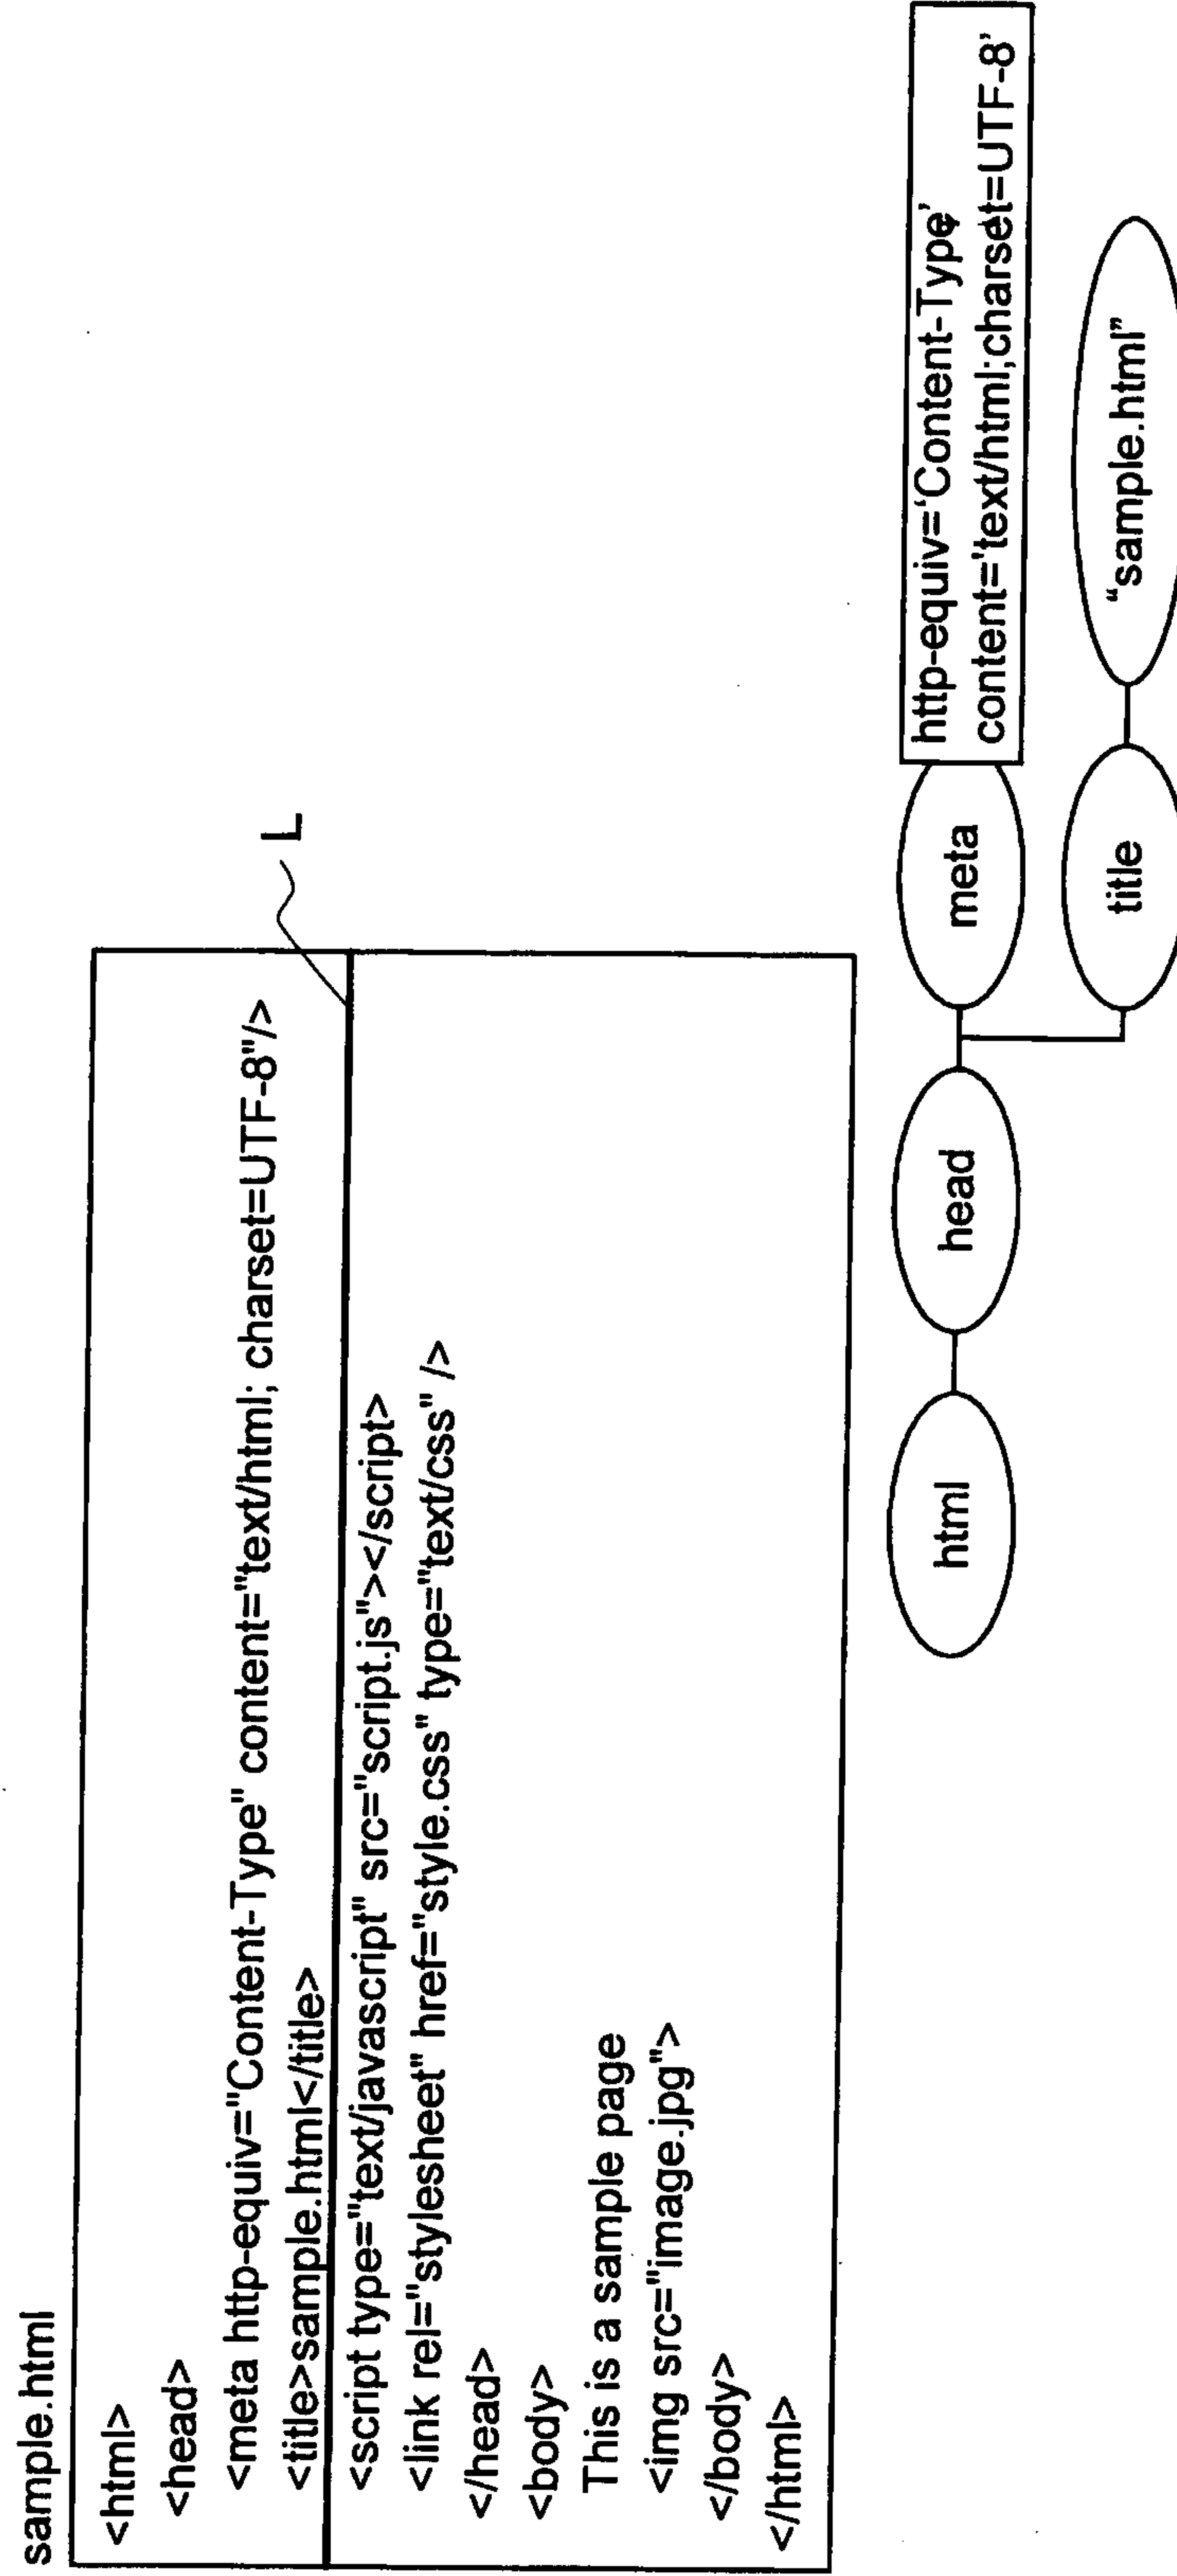 sample.html
<html>
<head>
<meta http-equiv="Content-Type" content="text/html; charset=UTF-8"/>
<title>sample.html</title>
<script type="text/javascript" src="script.js"></script>
<link rel="stylesheet" href="style.css" type="text/css" />
</head>
<body>
This is a sample page
<img src="image.jpg">
</body>
</html>
L
html
head
meta
http-equiv=‘Content-Type’
content='text/html;charset=UTF-8’
title
“sample.html”